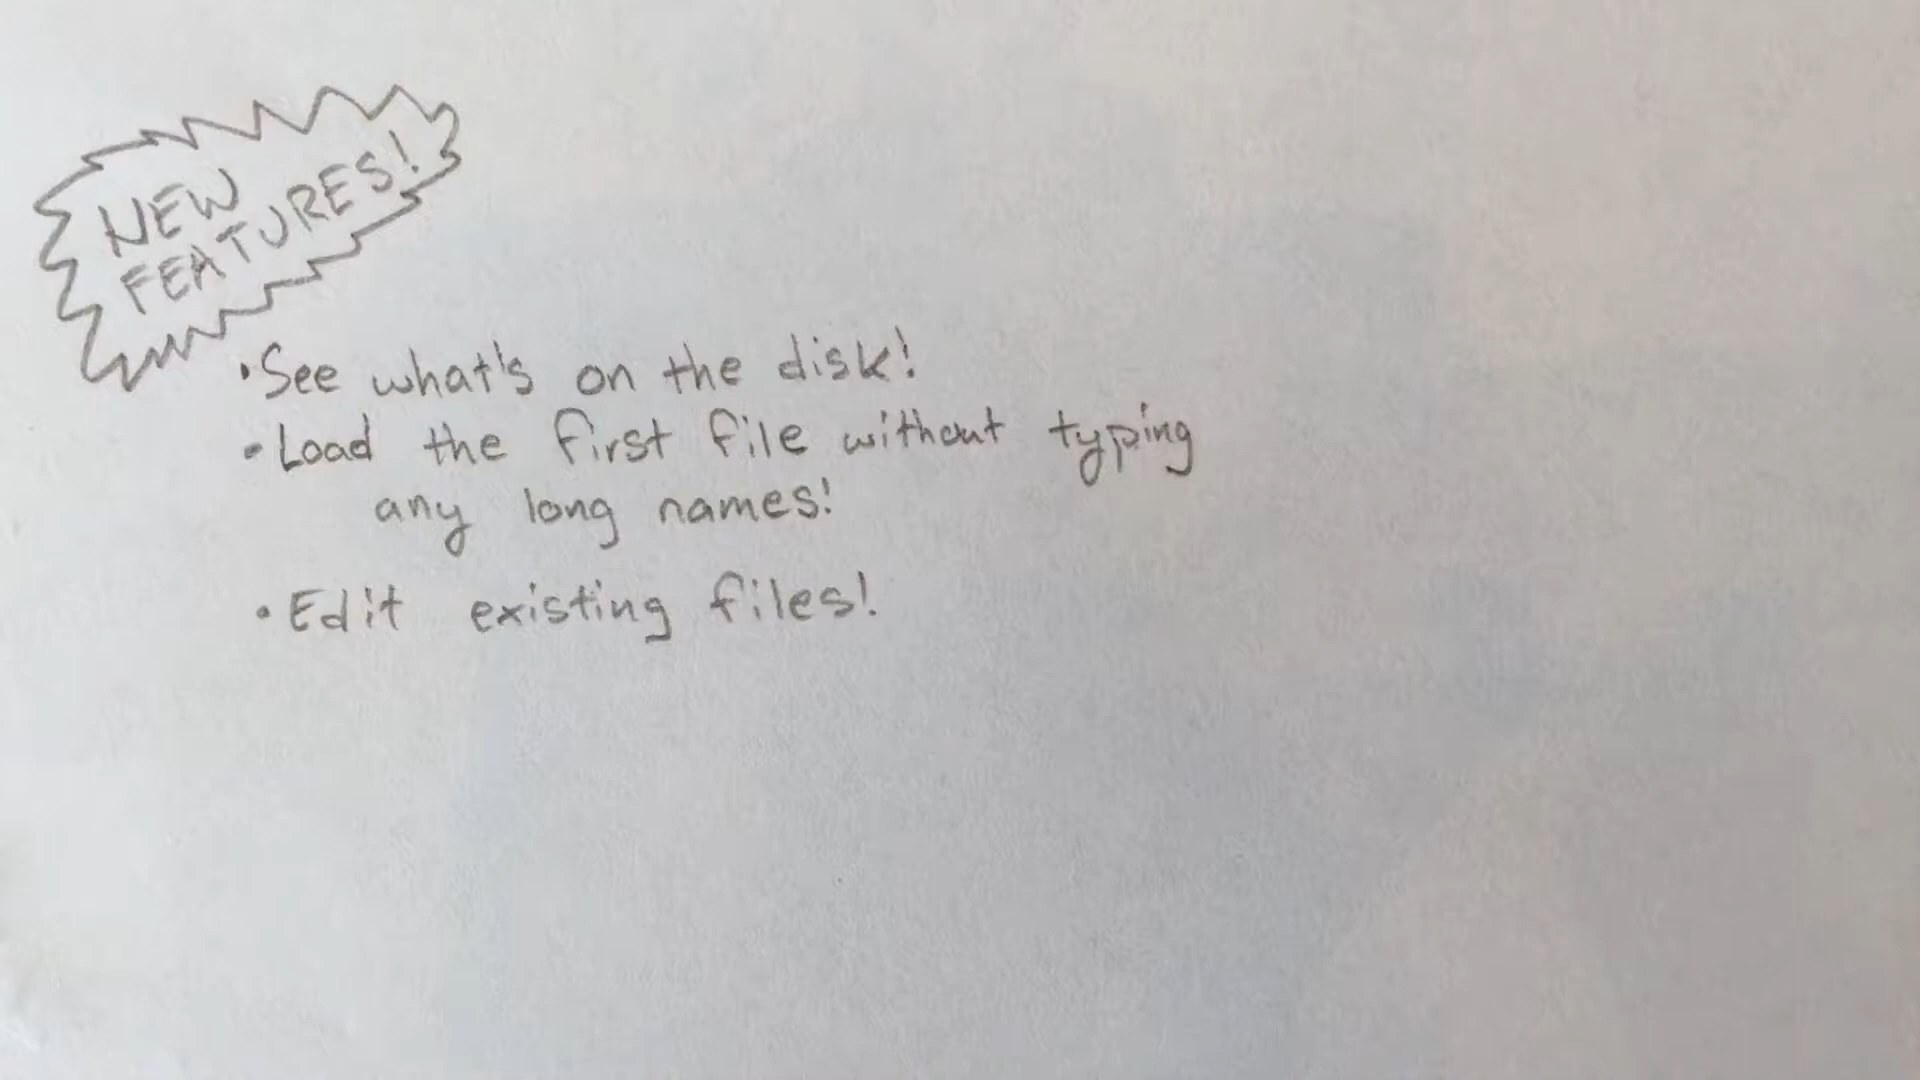 NEW
FEATURES!
• See what's on the disk!
• Load the first file without typing
any long names!
• Edit existing files!